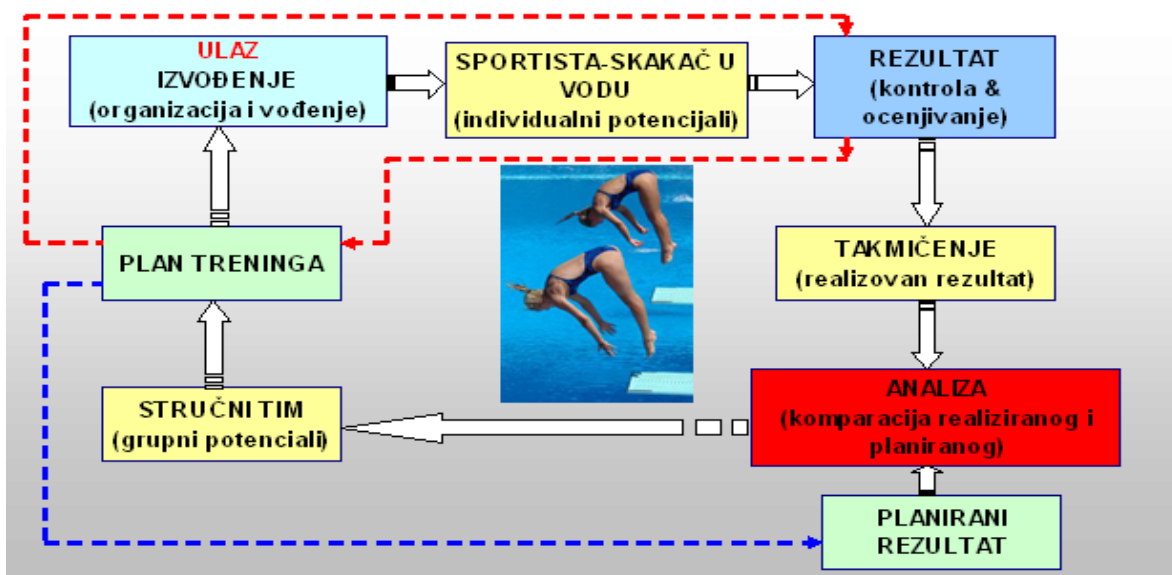 ULAZ
IZVOĐENJE
(organizacija i vođenje)
SPORTISTA-SKAKAČ U
VODU
(individualni potencijali)
REZULTAT
(kontrola &
ocenjivanje)
PLAN TRENINGA
TAKMIČENJE
(realizovan rezultat)
STRUČNI TIM
(grupni potenciali)
ANALIZA
(komparacija realiziranog i
planiranog)
PLANIRANI
REZULTAT